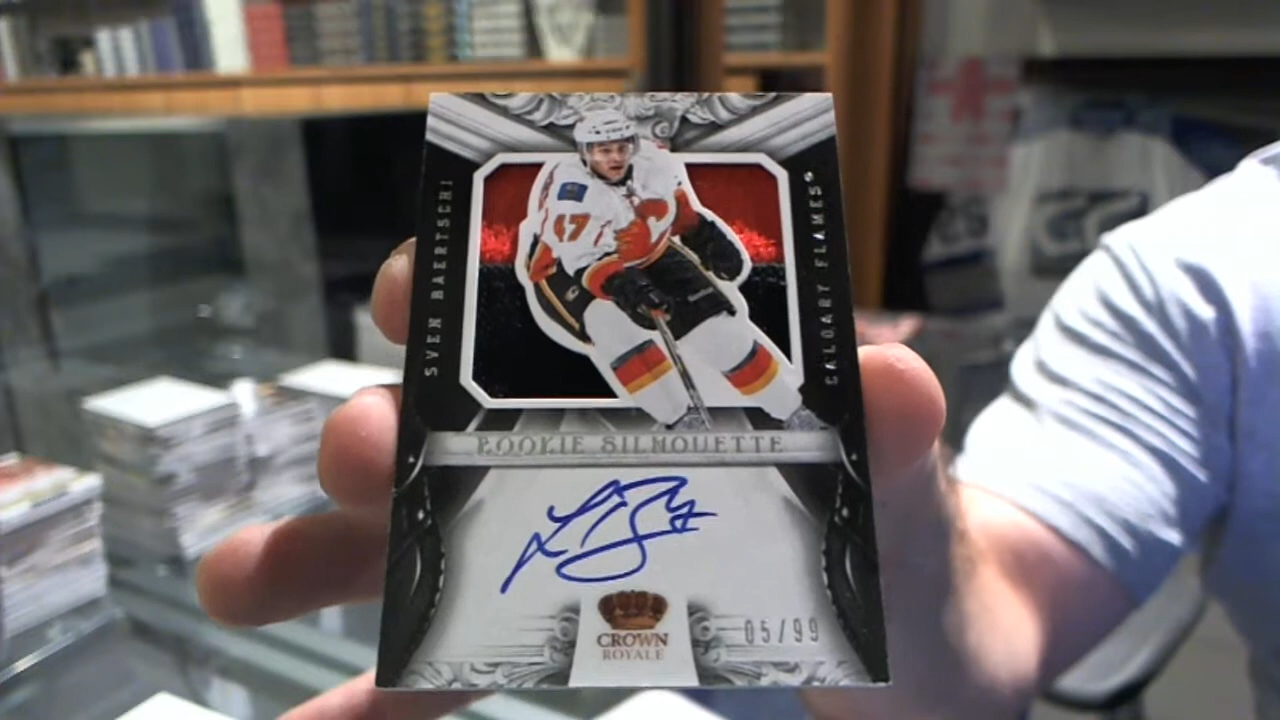 SVEN BAERTSCHI
CALGARY FLAMES
47
ROOKIE SILHOUETTE
CROWN
ROYALE
05/99